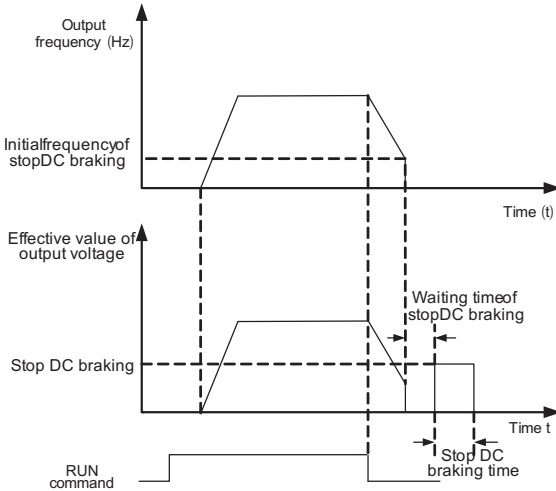 Output
frequency (Hz)
Initialfrequencyof
stopDC braking
Time (t)
Effective value of
output voltage
Waiting timeof
stopDC braking
Stop DC braking
Time t
Stop DC
braking time
RUN
command